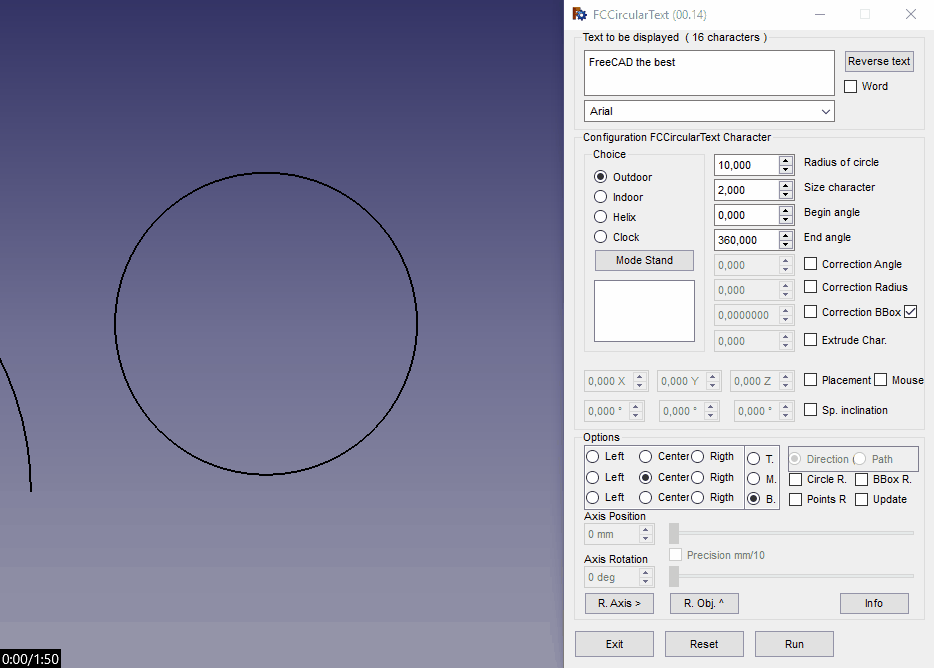 FCCircularText (00.14)
Text to be displayed ( 16 characters )
FreeCAD the best
Reverse text
Word
Arial
Configuration FCCircularText Character
Choice
Outdoor
Indoor
Helix
Clock
Mode Stand
10,000 Radius of circle
2,000 Size character
0,000 Begin angle
360,000 End angle
0,000 Correction Angle
0,000 Correction Radius
0,0000000 Correction BBox
0,000 Extrude Char.
0,000 X 0,000 Y 0,000 Z Placement Mouse
0,000 ° 0,000 ° 0,000 ° Sp. inclination
Options
Left Center Rigth T. Direction ( Path
Left Center Rigth M. Circle R. BBox R.
Left Center Rigth B. Points R Update
Axis Position
0 mm
Precision mm/10
Axis Rotation
0 deg
R. Axis > R. Obj. ^ Info
Exit Reset Run
0:00/1:50